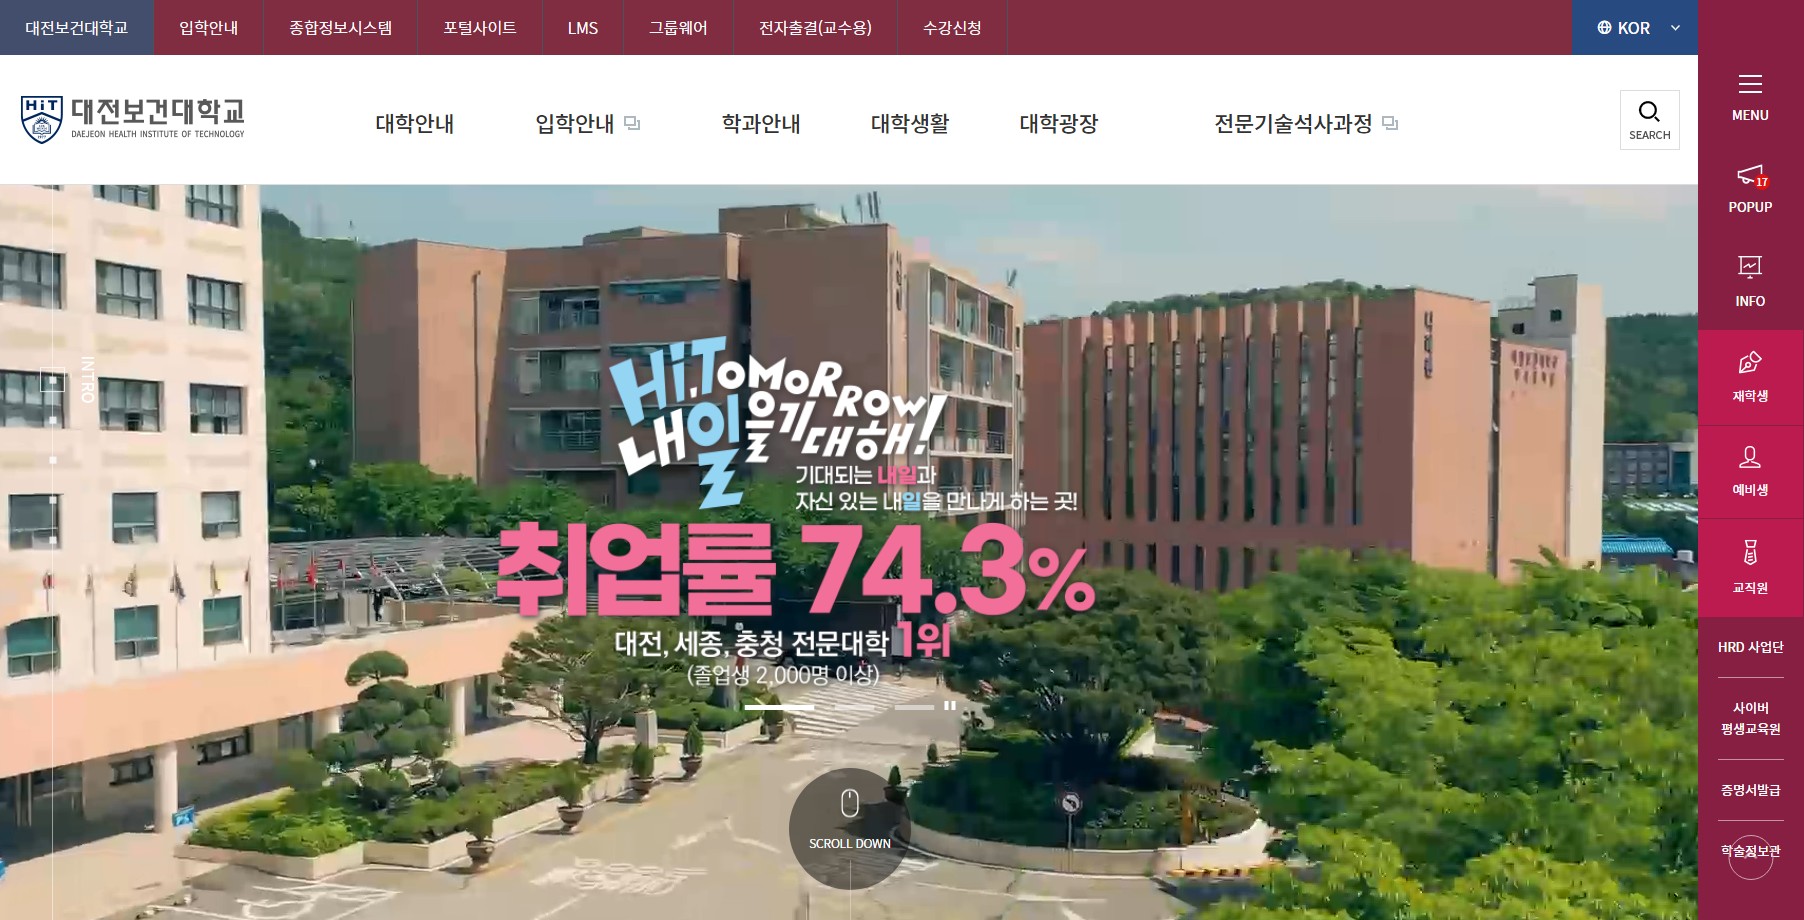 대전보건대학교
입학안내
종합정보시스템
포털사이트
LMS
그룹웨어
전자출결(교수용)
수강신청
KOR
HiT 대전보건대학교
DAEJEON HEALTH INSTITUTE OF TECHNOLOGY
대학안내
입학안내
학과안내
대학생활
대학광장
전문기술석사과정
SEARCH
MENU
17
POPUP
INFO
재학생
예비생
교직원
HRD 사업단
사이버
평생교육원
증명서발급
학술정보관
INTRO
Hi, TOMORROW!
내일을 기대해!
기대되는 내일과
자신 있는 내일을 만나게 하는 곳!
취업률 74.3%
대전, 세종, 충청 전문대학 1위
(졸업생 2,000명 이상)
SCROLL DOWN